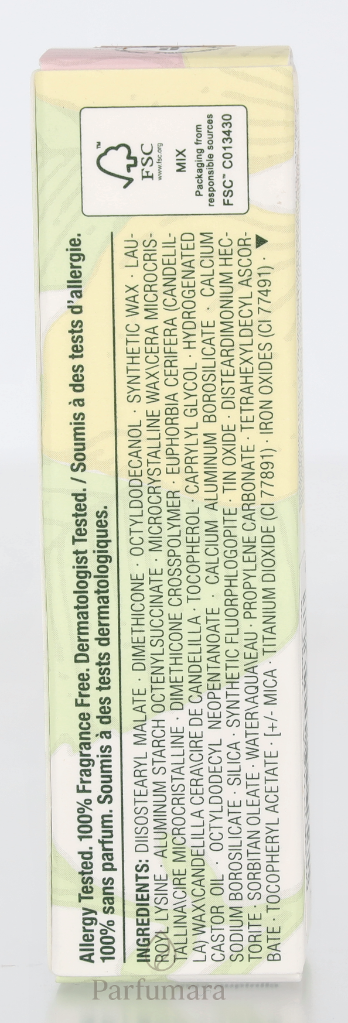 Allergy Tested. 100% Fragrance Free. Dermatologist Tested. / Soumis à des tests d'allergie.
100% sans parfum. Soumis à des tests dermatologiques.
INGREDIENTS: DIISOSTEARYL MALATE · DIMETHICONE · OCTYLDODECANOL · SYNTHETIC WAX · LAU-
ROYL LYSINE · ALUMINUM STARCH OCTENYLSUCCINATE · MICROCRYSTALLINE WAX\CERA MICROCRIS-
TALLINA\CIRE MICROCRISTALLINE · DIMETHICONE CROSSPOLYMER · EUPHORBIA CERIFERA (CANDELIL-
LA) WAX\CANDELILLA CERA\CIRE DE CANDELILLA · TOCOPHEROL · CAPRYLYL GLYCOL · HYDROGENATED
CASTOR OIL · OCTYLDODECYL NEOPENTANOATE · CALCIUM ALUMINUM BOROSILICATE · CALCIUM
SODIUM BOROSILICATE · SILICA · SYNTHETIC FLUORPHLOGOPITE · TIN OXIDE · DISTEARDIMONIUM HEC-
TORITE · SORBITAN OLEATE · WATER\AQUA\EAU · PROPYLENE CARBONATE · TETRAHEXYLDECYL ASCOR-
BATE · TOCOPHERYL ACETATE · [+/- MICA · TITANIUM DIOXIDE (CI 77891) · IRON OXIDES (CI 77491) · ▼
FSC™
www.fsc.org
MIX
Packaging from
responsible sources
FSC™ C013430
Parfumara